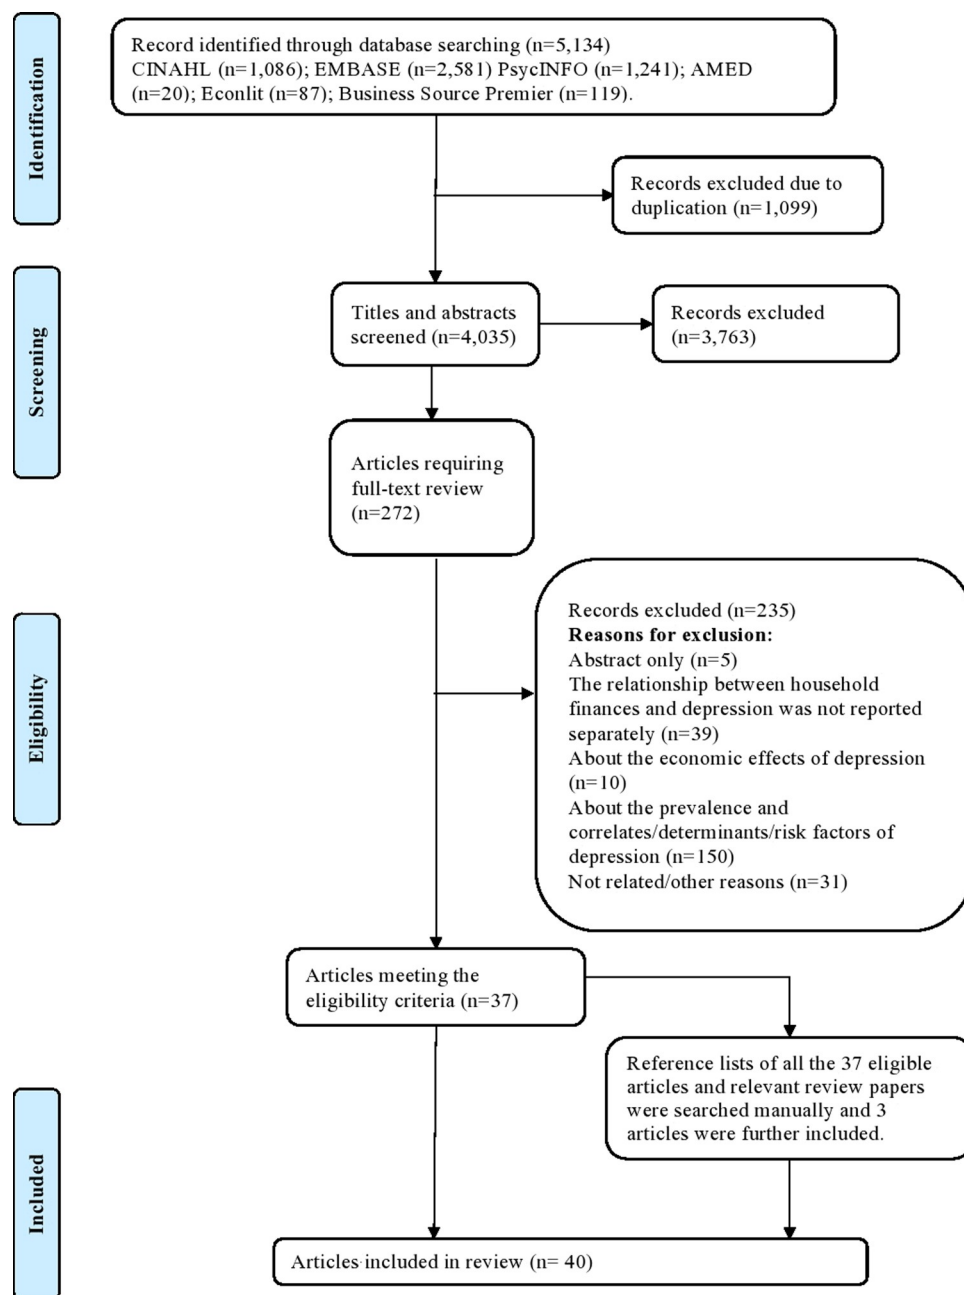 Identification
Record identified through database searching (n=5,134)
CINAHL (n=1,086); EMBASE (n=2,581) PsycINFO (n=1,241); AMED
(n=20); Econlit (n=87); Business Source Premier (n=119).
Records excluded due to
duplication (n=1,099)
Screening
Titles and abstracts
screened (n=4,035)
Records excluded
(n=3,763)
Articles requiring
full-text review
(n=272)
Eligibility
Records excluded (n=235)
Reasons for exclusion:
Abstract only (n=5)
The relationship between household
finances and depression was not reported
separately (n=39)
About the economic effects of depression
(n=10)
About the prevalence and
correlates/determinants/risk factors of
depression (n=150)
Not related/other reasons (n=31)
Articles meeting the
eligibility criteria (n=37)
Reference lists of all the 37 eligible
articles and relevant review papers
were searched manually and 3
articles were further included.
Included
Articles included in review (n= 40)